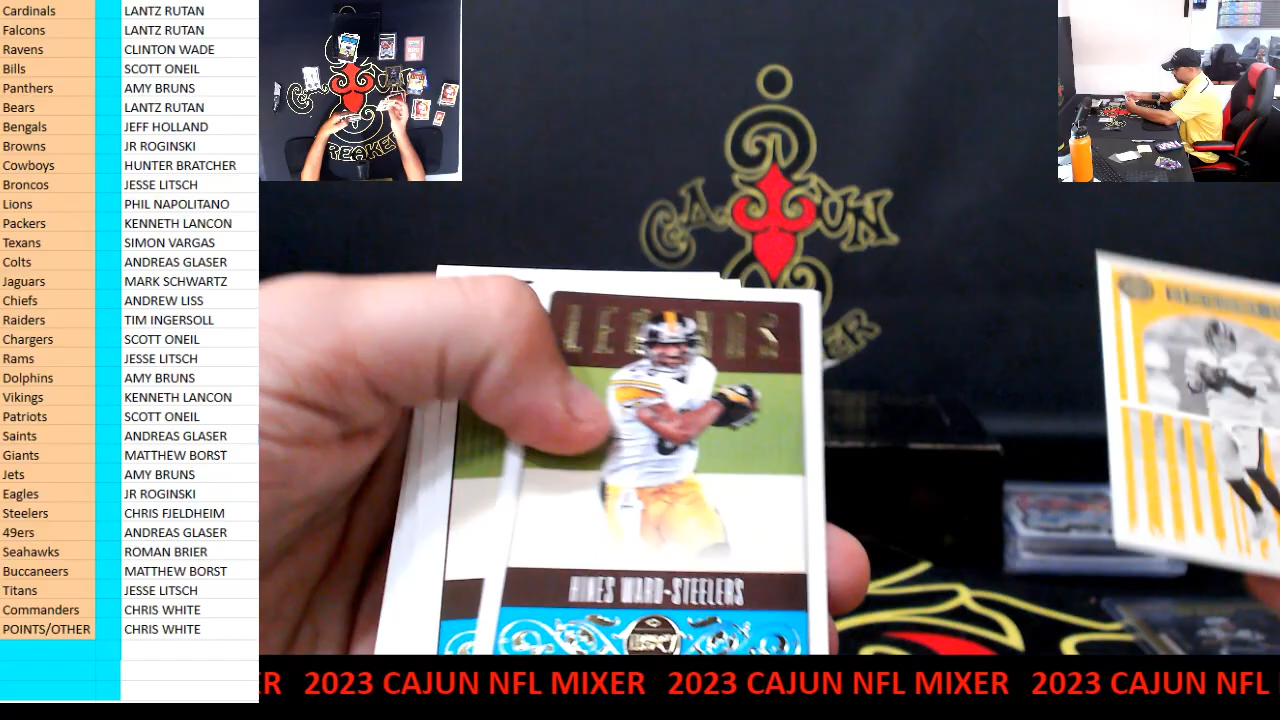 Cardinals LANTZ RUTAN
Falcons LANTZ RUTAN
Ravens CLINTON WADE
Bills SCOTT ONEIL
Panthers AMY BRUNS
Bears LANTZ RUTAN
Bengals JEFF HOLLAND
Browns JR ROGINSKI
Cowboys HUNTER BRATCHER
Broncos JESSE LITSCH
Lions PHIL NAPOLITANO
Packers KENNETH LANCON
Texans SIMON VARGAS
Colts ANDREAS GLASER
Jaguars MARK SCHWARTZ
Chiefs ANDREW LISS
Raiders TIM INGERSOLL
Chargers SCOTT ONEIL
Rams JESSE LITSCH
Dolphins AMY BRUNS
Vikings KENNETH LANCON
Patriots SCOTT ONEIL
Saints ANDREAS GLASER
Giants MATTHEW BORST
Jets AMY BRUNS
Eagles JR ROGINSKI
Steelers CHRIS FJELDHEIM
49ers ANDREAS GLASER
Seahawks ROMAN BRIER
Buccaneers MATTHEW BORST
Titans JESSE LITSCH
Commanders CHRIS WHITE
POINTS/OTHER CHRIS WHITE
CAJUN
LEGENDS
HINES WARD-STEELERS
ER 2023 CAJUN NFL MIXER 2023 CAJUN NFL MIXER 2023 CAJUN NFL